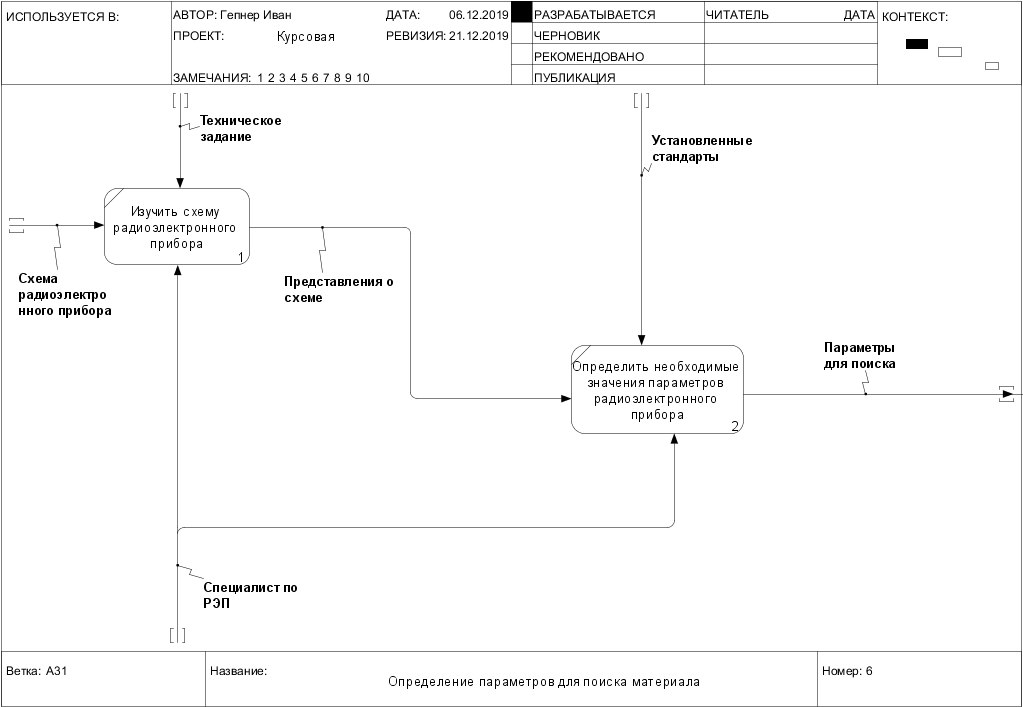 ИСПОЛЬЗУЕТСЯ В:
АВТОР: Гепнер Иван
ДАТА: 06.12.2019
ПРОЕКТ: Курсовая
РЕВИЗИЯ: 21.12.2019
ЗАМЕЧАНИЯ: 1 2 3 4 5 6 7 8 9 10
РАЗРАБАТЫВАЕТСЯ
ЧЕРНОВИК
РЕКОМЕНДОВАНО
ПУБЛИКАЦИЯ
ЧИТАТЕЛЬ
ДАТА
КОНТЕКСТ:
Техническое
задание
Установленные
стандарты
Изучить схему
радиоэлектронного
прибора
1
Схема
радиоэлектро
нного прибора
Представления о
схеме
Параметры
для поиска
Определить необходимые
значения параметров
радиоэлектронного
прибора
2
Специалист по
РЭП
Ветка: A31
Название:
Определение параметров для поиска материала
Номер: 6